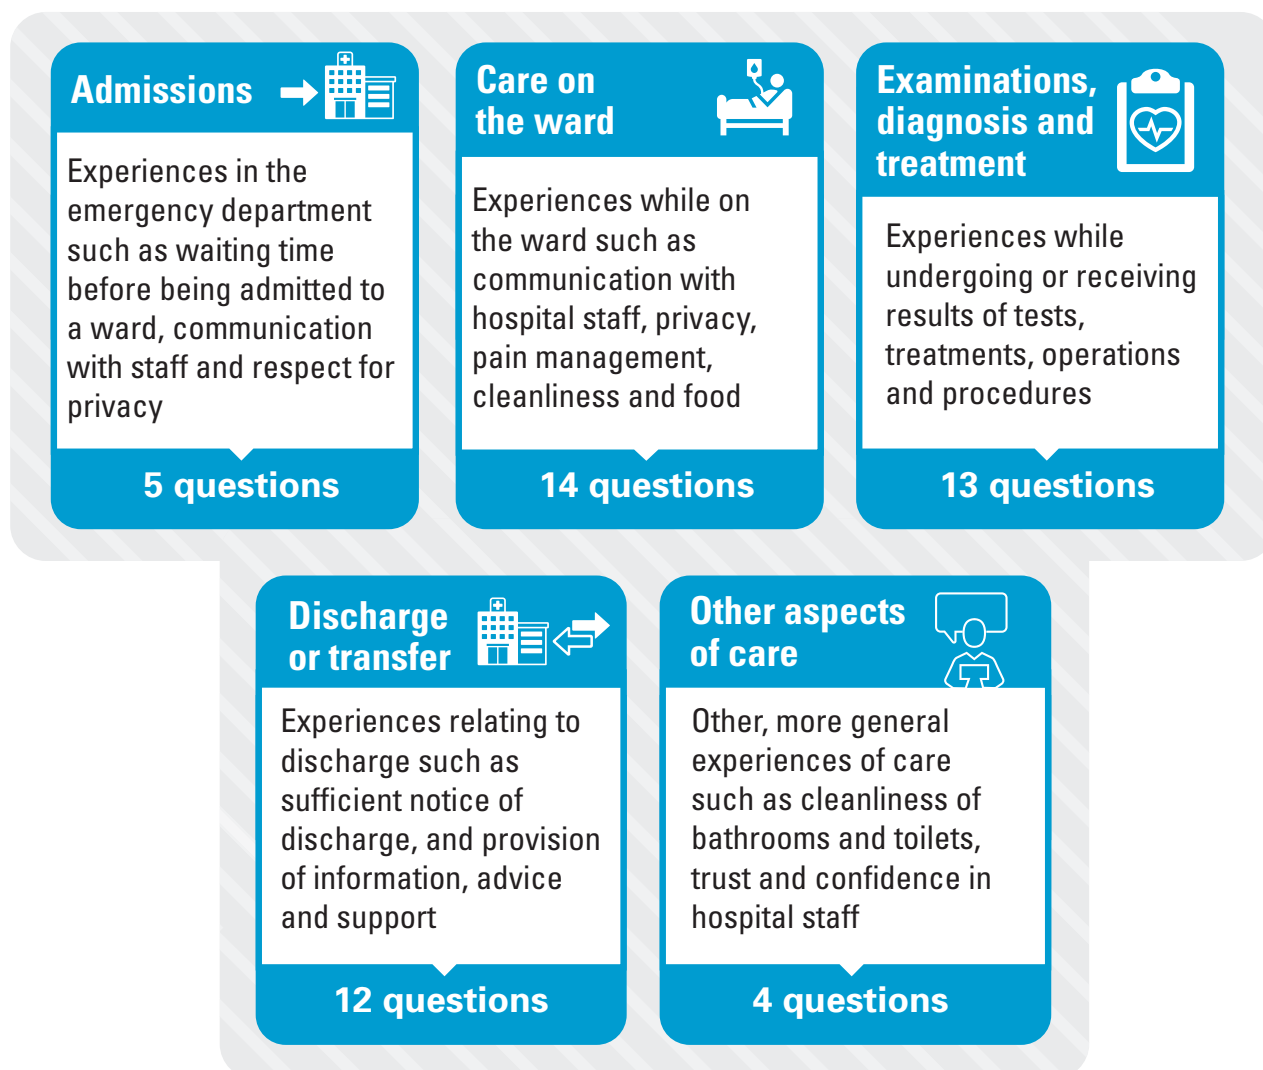 Admissions
Experiences in the
emergency department
such as waiting time
before being admitted to
a ward, communication
with staff and respect for
privacy
5 questions
Care on
the ward
Experiences while on
the ward such as
communication with
hospital staff, privacy,
pain management,
cleanliness and food
14 questions
Examinations,
diagnosis and
treatment
Experiences while
undergoing or receiving
results of tests,
treatments, operations
and procedures
13 questions
Discharge
or transfer
Experiences relating to
discharge such as
sufficient notice of
discharge, and provision
of information, advice
and support
12 questions
Other aspects
of care
Other, more general
experiences of care
such as cleanliness of
bathrooms and toilets,
trust and confidence in
hospital staff
4 questions